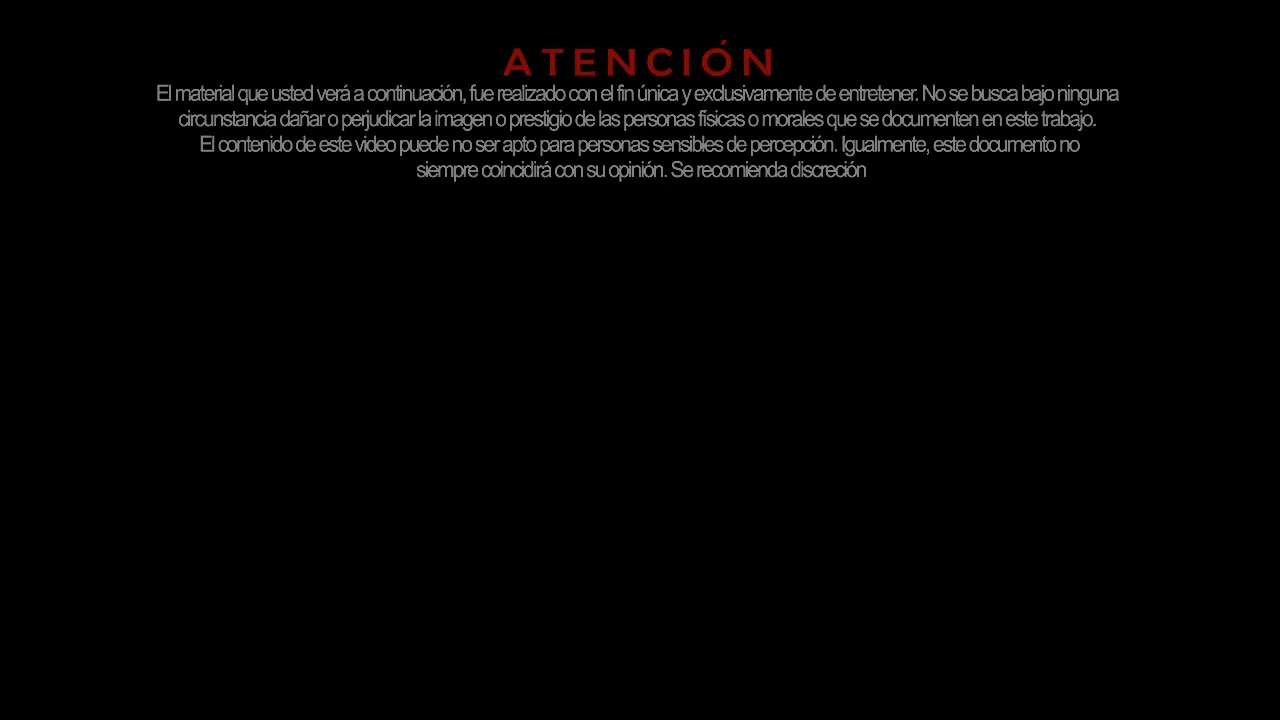 ATENCIÓN
El material que usted verá a continuación, fue realizado con el fin única y exclusivamente de entretener. No se busca bajo ninguna
circunstancia dañar o perjudicar la imagen o prestigio de las personas físicas o morales que se documenten en este trabajo.
El contenido de este video puede no ser apto para personas sensibles de percepción. Igualmente, este documento no
siempre coincidirá con su opinión. Se recomienda discreción